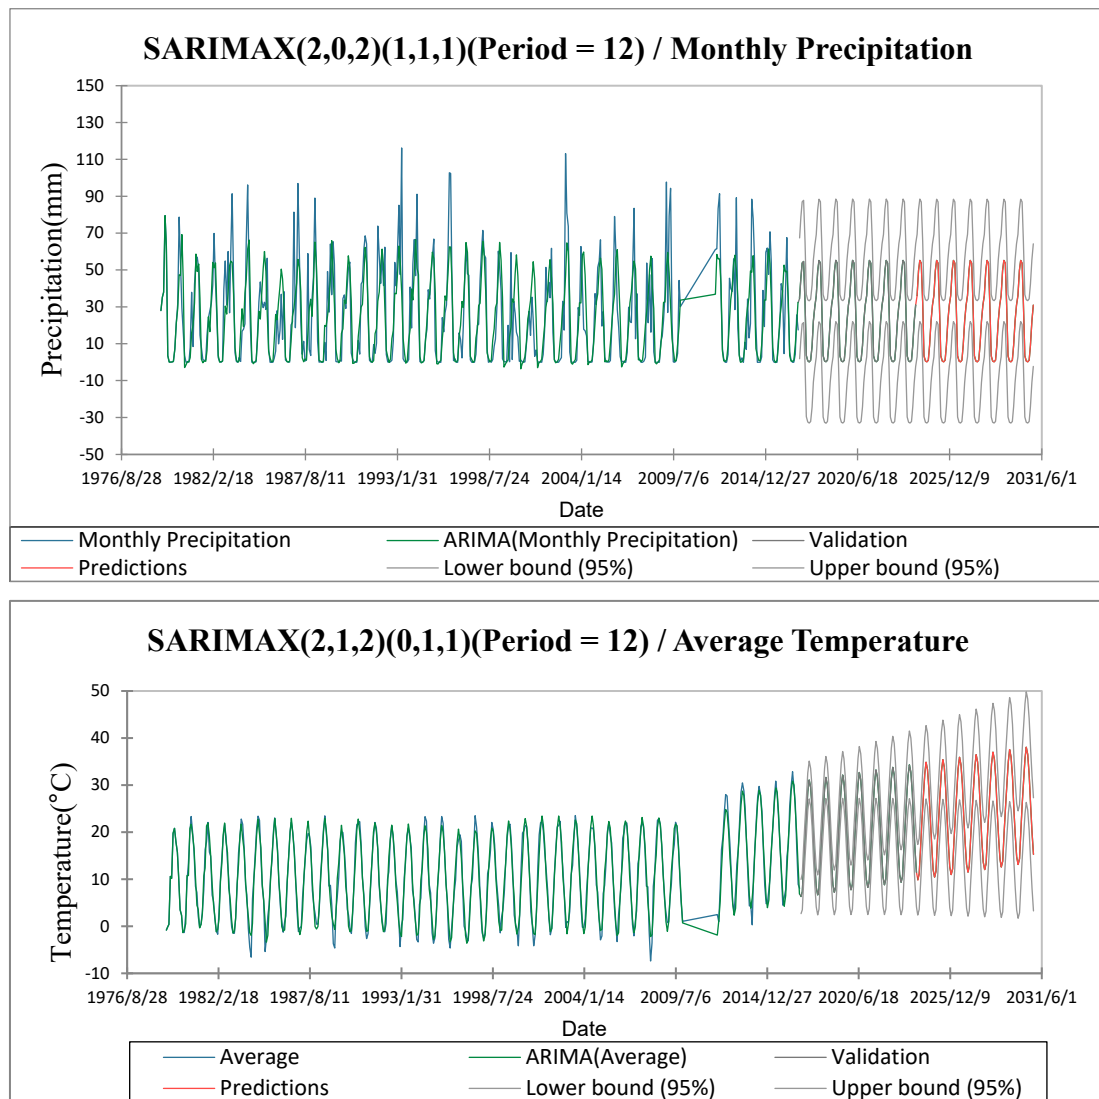 SARIMAX(2,0,2)(1,1,1)(Period = 12) / Monthly Precipitation
150
130
110
90
70
50
30
10
-10
-30
-50
Precipitation(mm)
1976/8/28 1982/2/18 1987/8/11 1993/1/31 1998/7/24 2004/1/14 2009/7/6 2014/12/27 2020/6/18 2025/12/9 2031/6/1
Date
Monthly Precipitation ARIMA(Monthly Precipitation) Validation
Predictions Lower bound (95%) Upper bound (95%)
SARIMAX(2,1,2)(0,1,1)(Period = 12) / Average Temperature
50
40
30
20
10
0
-10
Temperature(°C)
1976/8/28 1982/2/18 1987/8/11 1993/1/31 1998/7/24 2004/1/14 2009/7/6 2014/12/27 2020/6/18 2025/12/9 2031/6/1
Date
Average ARIMA(Average) Validation
Predictions Lower bound (95%) Upper bound (95%)